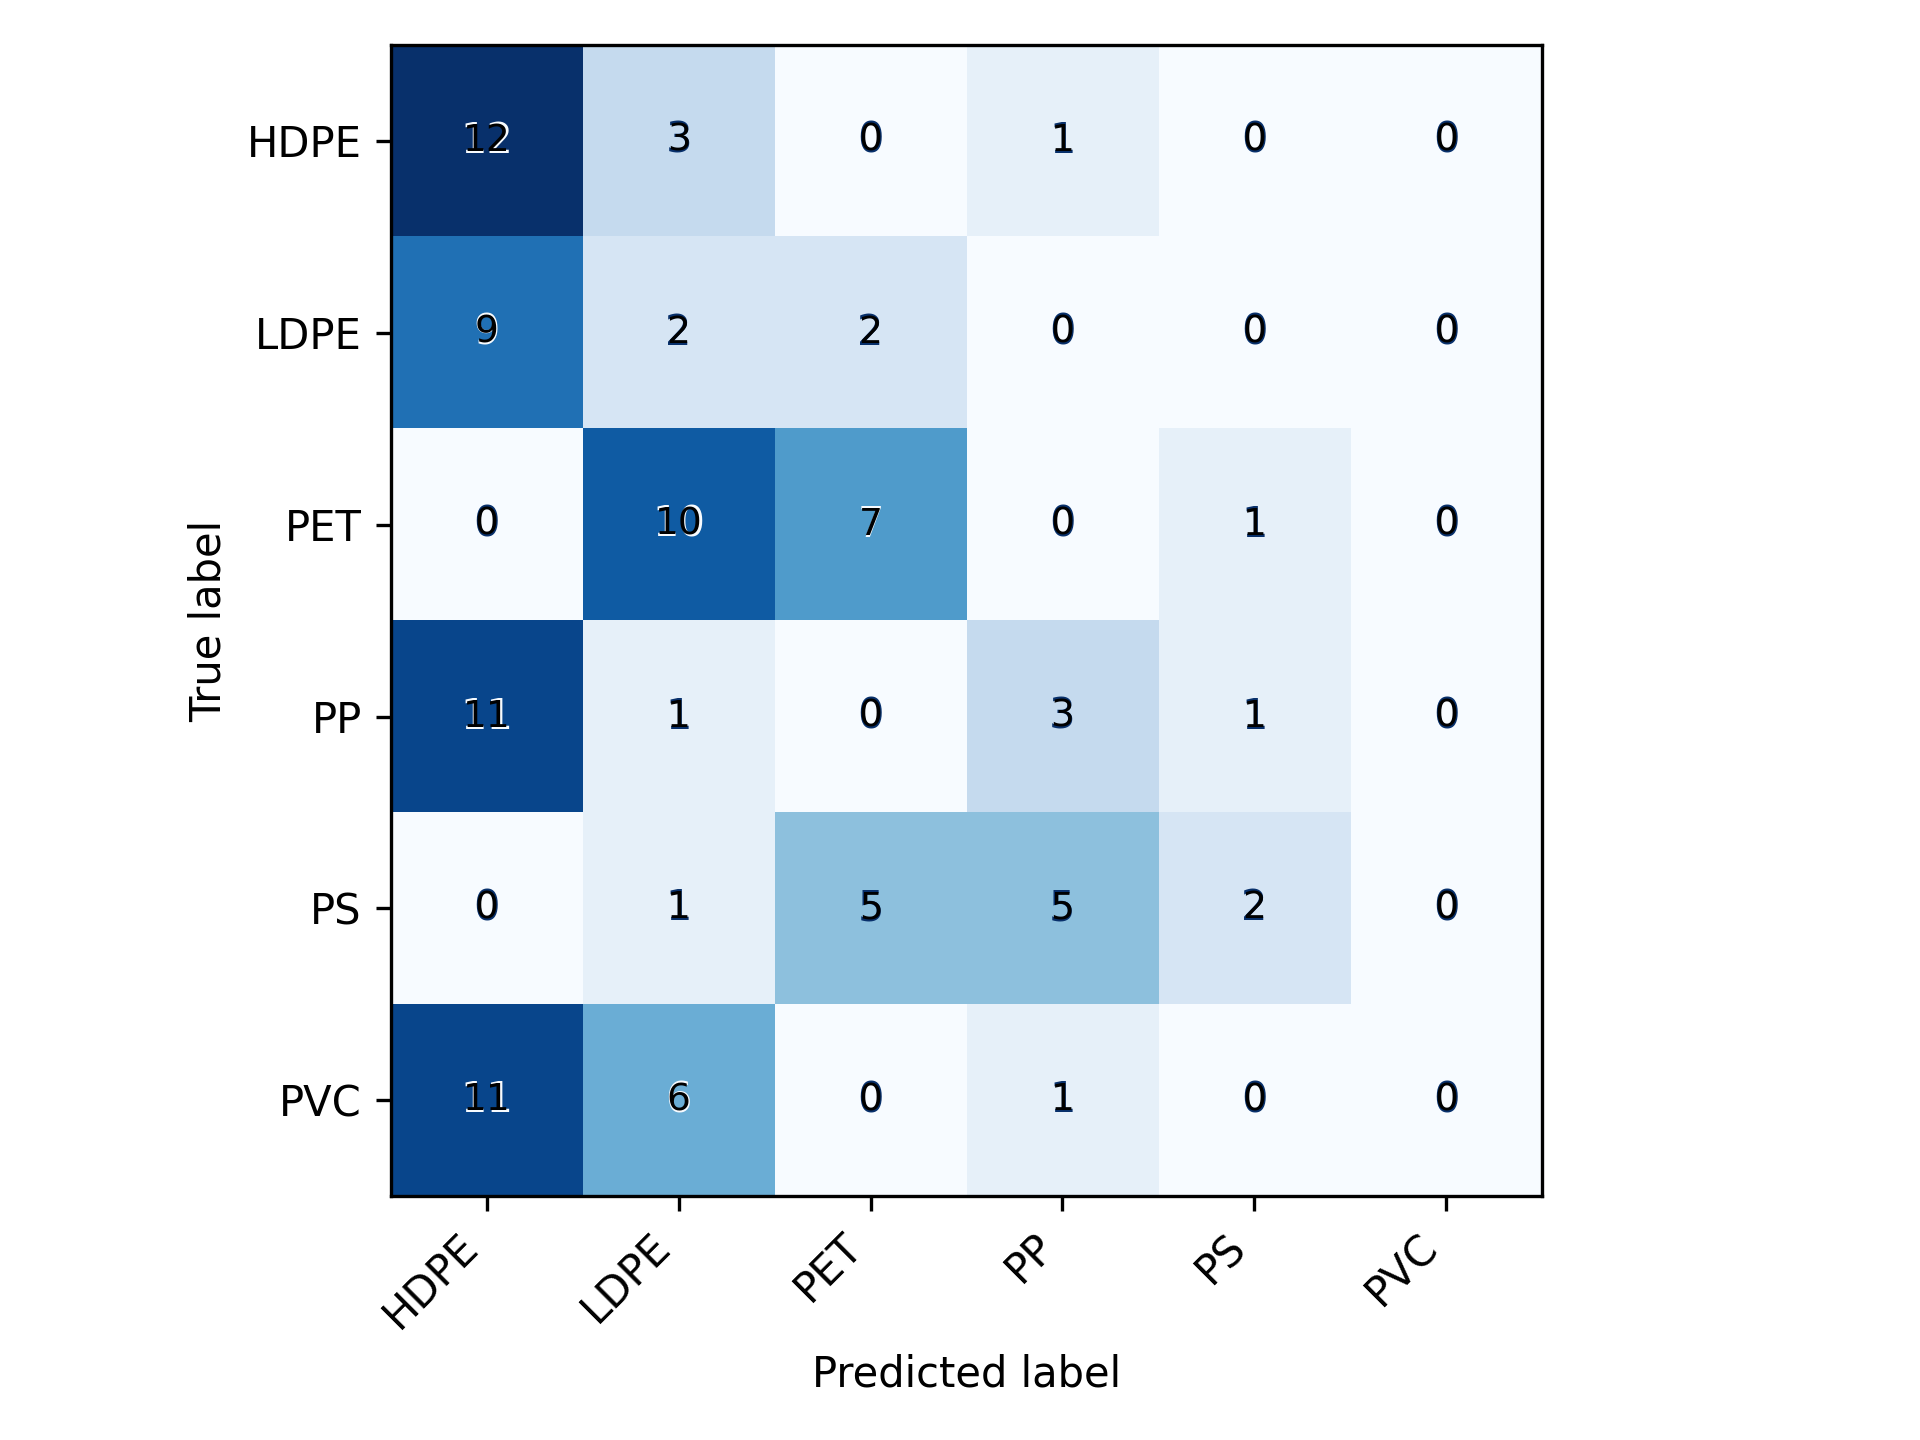 HDPE 12 3 0 1 0 0
LDPE 9 2 2 0 0 0
PET 0 10 7 0 1 0
PP 11 1 0 3 1 0
PS 0 1 5 5 2 0
PVC 11 6 0 1 0 0
True label
HDPE LDPE PET PP PS PVC
Predicted label